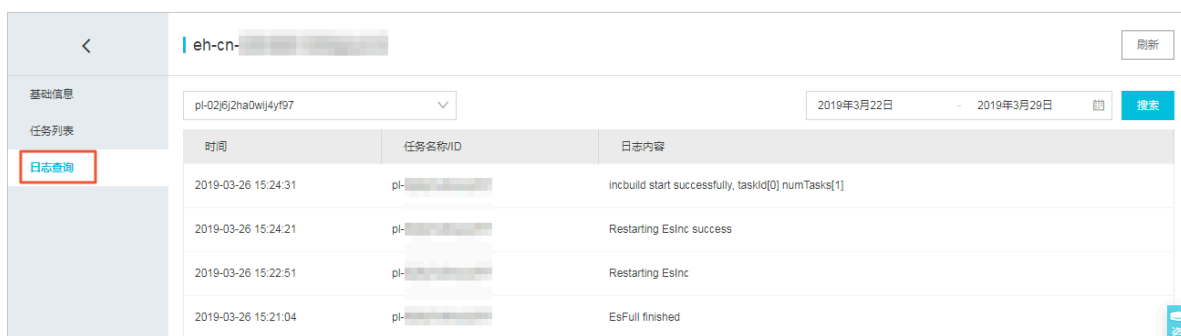 eh-cn-
刷新
基础信息
任务列表
日志查询
pl-02j6j2ha0wij4yf97
2019年3月22日 - 2019年3月29日
搜索
时间 任务名称/ID 日志内容
2019-03-26 15:24:31 pl- incbuild start successfully, taskId[0] numTasks[1]
2019-03-26 15:24:21 pl- Restarting EsInc success
2019-03-26 15:22:51 pl- Restarting EsInc
2019-03-26 15:21:04 pl- EsFull finished